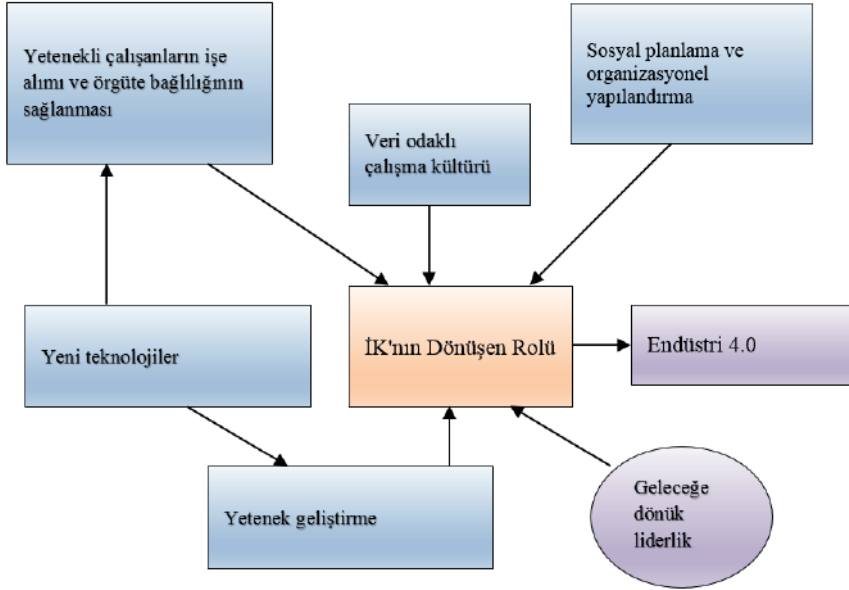 Yetenekli çalışanların işe
alımı ve örgüte bağlılığının
sağlanması
Sosyal planlama ve
organizasyonel
yapılandırma
Veri odaklı
çalışma kültürü
Yeni teknolojiler
İK'nın Dönüşen Rolü
Endüstri 4.0
Yetenek geliştirme
Geleceğe
dönük
liderlik